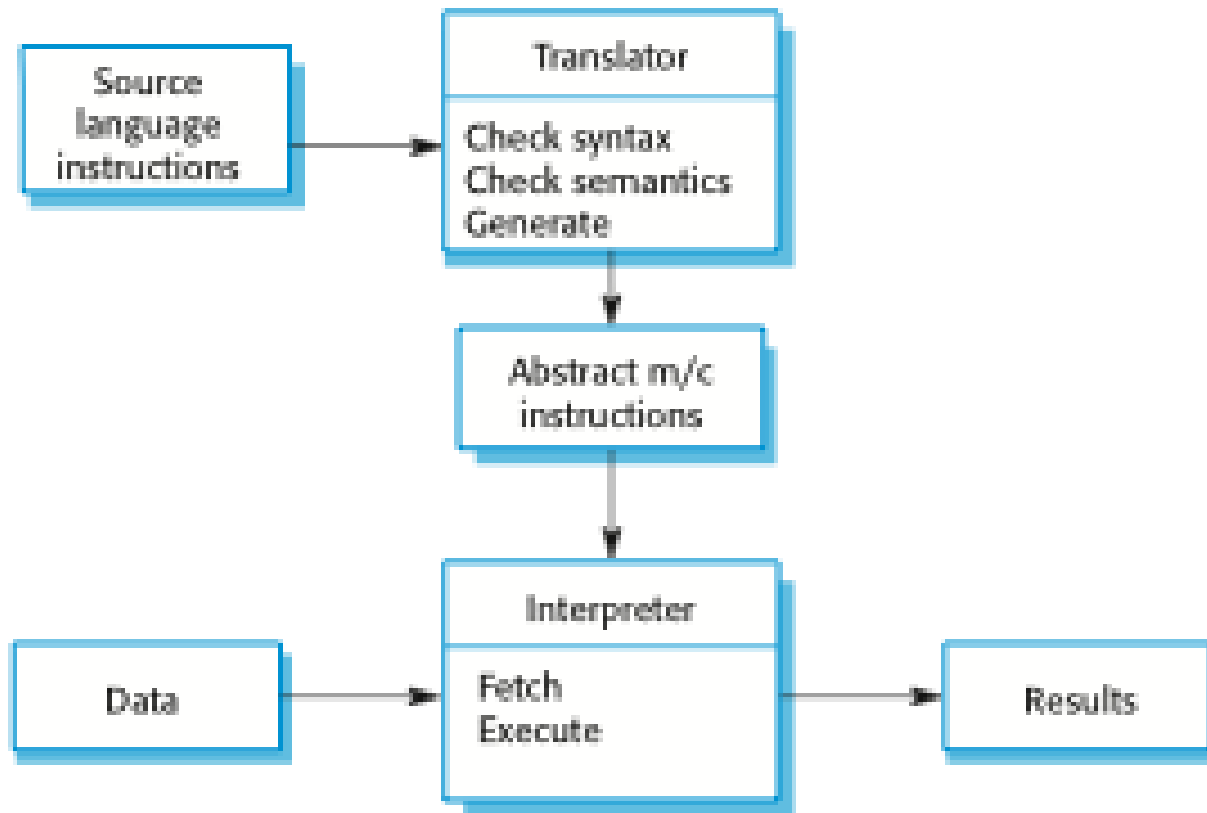 Source
language
instructions
Translator
Check syntax
Check semantics
Generate
Abstract m/c
instructions
Interpreter
Fetch
Execute
Data
Results